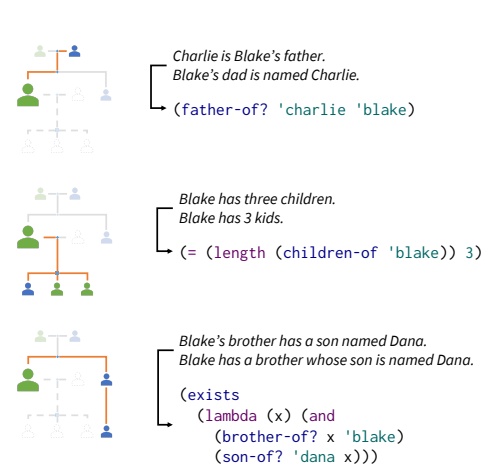 Charlie is Blake's father.
Blake's dad is named Charlie.
(father-of? 'charlie 'blake)
Blake has three children.
Blake has 3 kids.
(= (length (children-of 'blake)) 3)
Blake's brother has a son named Dana.
Blake has a brother whose son is named Dana.
(exists
(lambda (x) (and
(brother-of? x 'blake)
(son-of? 'dana x)))